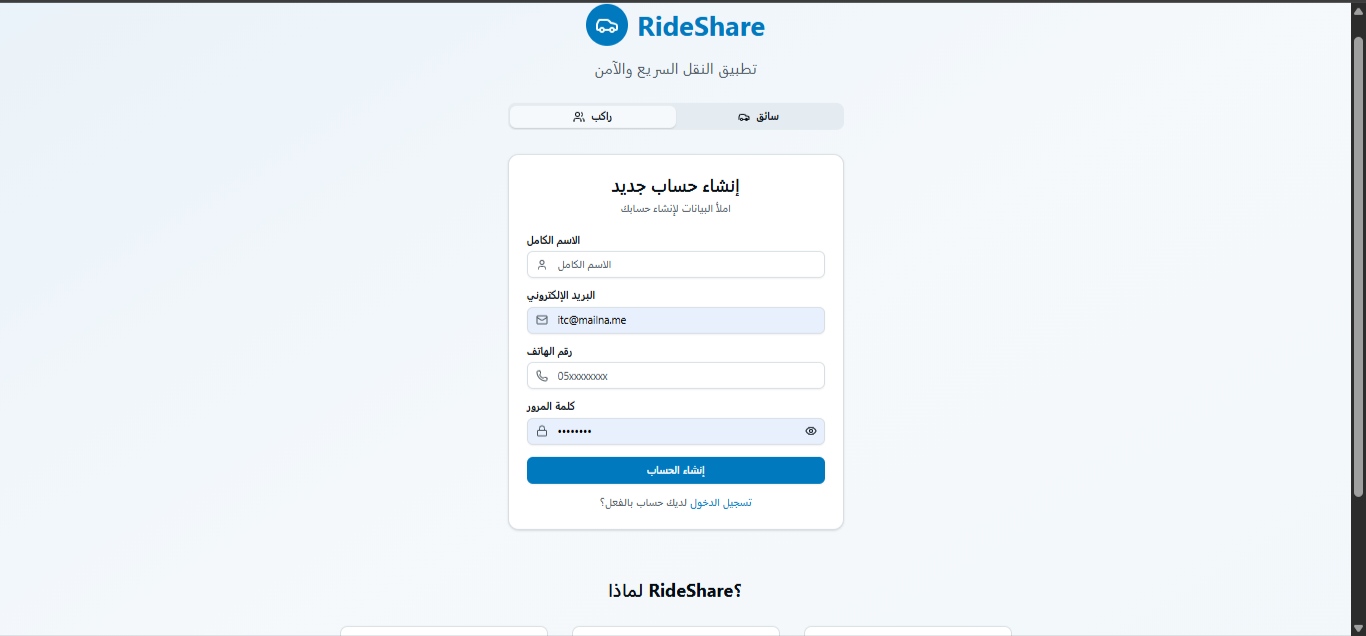 RideShare
تطبيق النقل السريع والآمن
راكب
سائق
إنشاء حساب جديد
املأ البيانات لإنشاء حسابك
الاسم الكامل
الاسم الكامل
البريد الإلكتروني
itc@mailna.me
رقم الهاتف
05xxxxxxxx
كلمة المرور
••••••••
إنشاء الحساب
لديك حساب بالفعل؟ تسجيل الدخول
لماذا RideShare؟